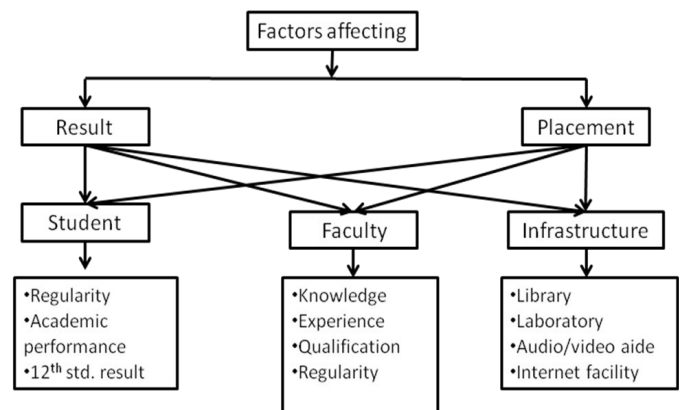 Factors affecting
Result
Placement
Student
Faculty
Infrastructure
•Regularity
•Academic
performance
•12th std. result
•Knowledge
•Experience
•Qualification
•Regularity
•Library
•Laboratory
•Audio/video aide
•Internet facility